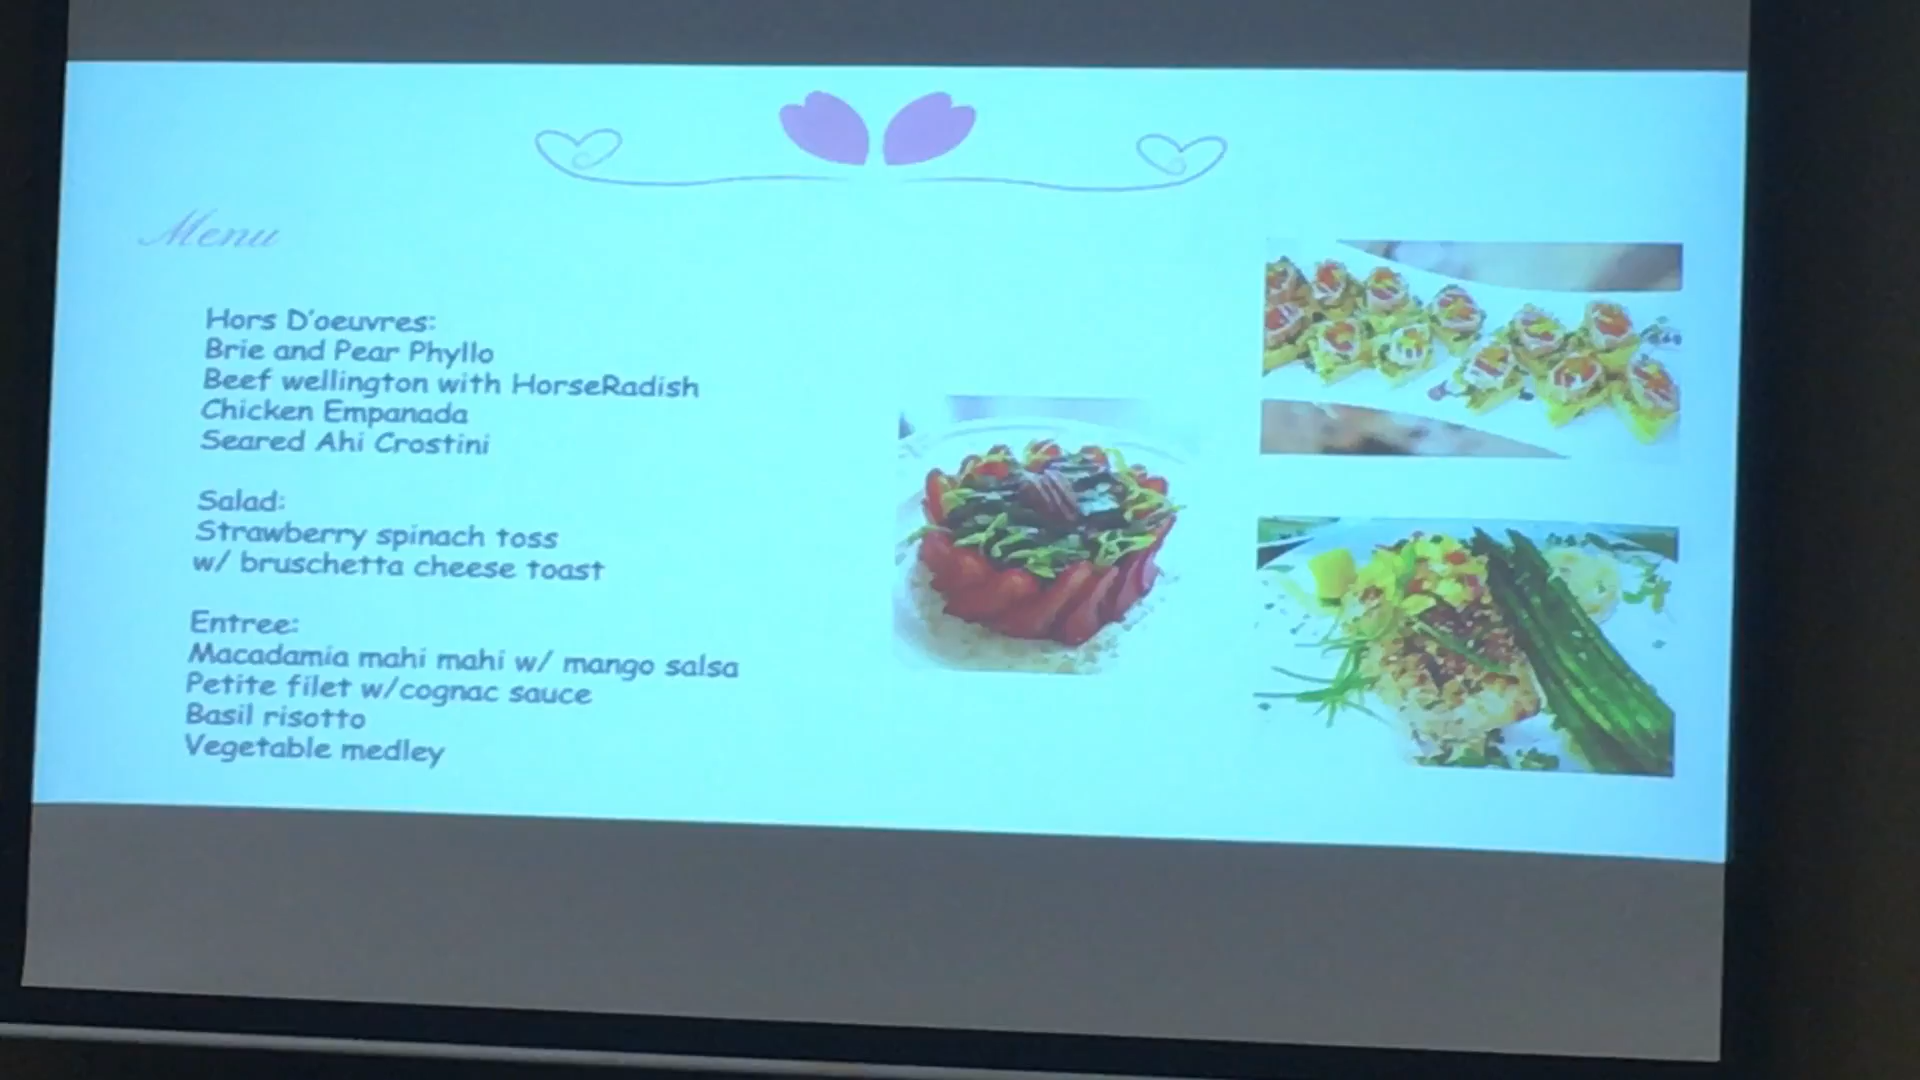 Menu
Hors D'oeuvres:
Brie and Pear Phyllo
Beef wellington with HorseRadish
Chicken Empanada
Seared Ahi Crostini
Salad:
Strawberry spinach toss
w/ bruschetta cheese toast
Entree:
Macadamia mahi mahi w/ mango salsa
Petite filet w/cognac sauce
Basil risotto
Vegetable medley